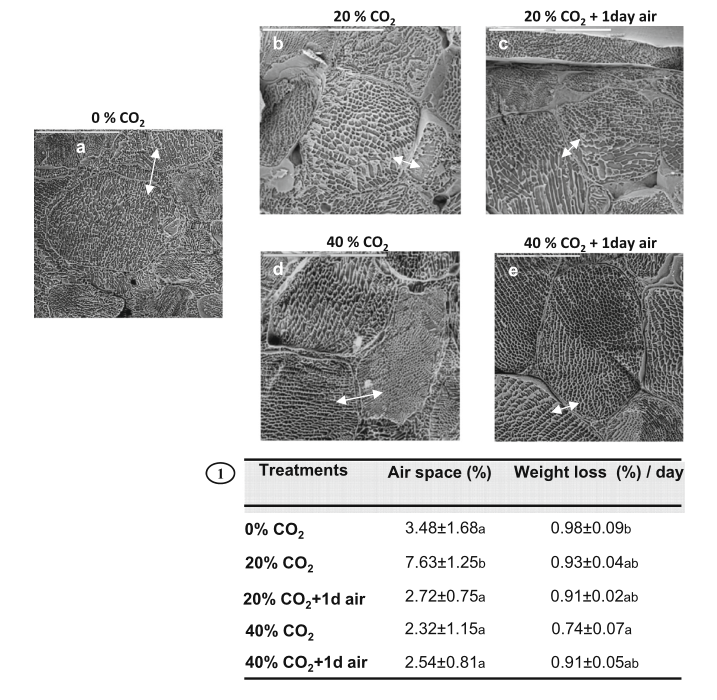 20 % CO₂
20 % CO₂ + 1day air
b
c
0 % CO₂
a
40 % CO₂
40 % CO₂ + 1day air
d
e
1
Treatments Air space (%) Weight loss (%) / day
0% CO₂ 3.48±1.68a 0.98±0.09b
20% CO₂ 7.63±1.25b 0.93±0.04ab
20% CO₂+1d air 2.72±0.75a 0.91±0.02ab
40% CO₂ 2.32±1.15a 0.74±0.07a
40% CO₂+1d air 2.54±0.81a 0.91±0.05ab